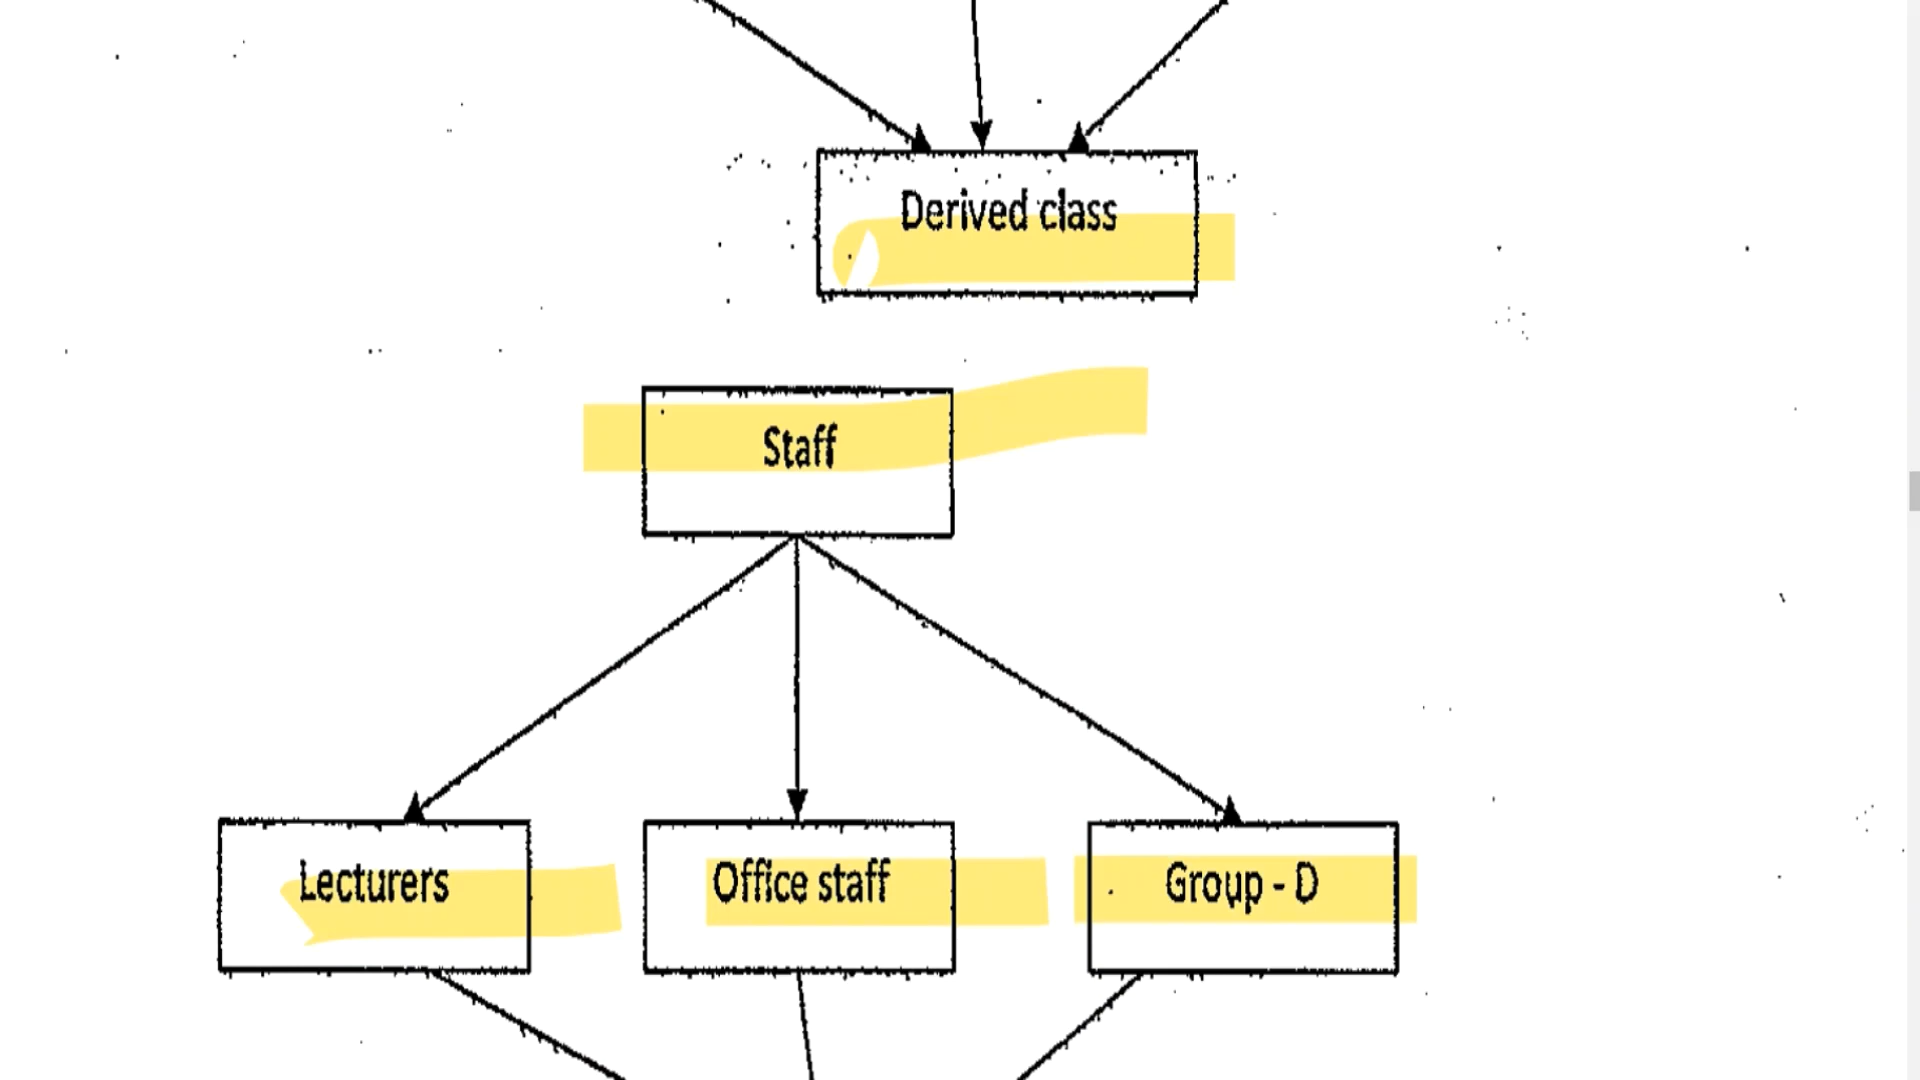 Derived class
Staff
Lecturers
Office staff
Group - D